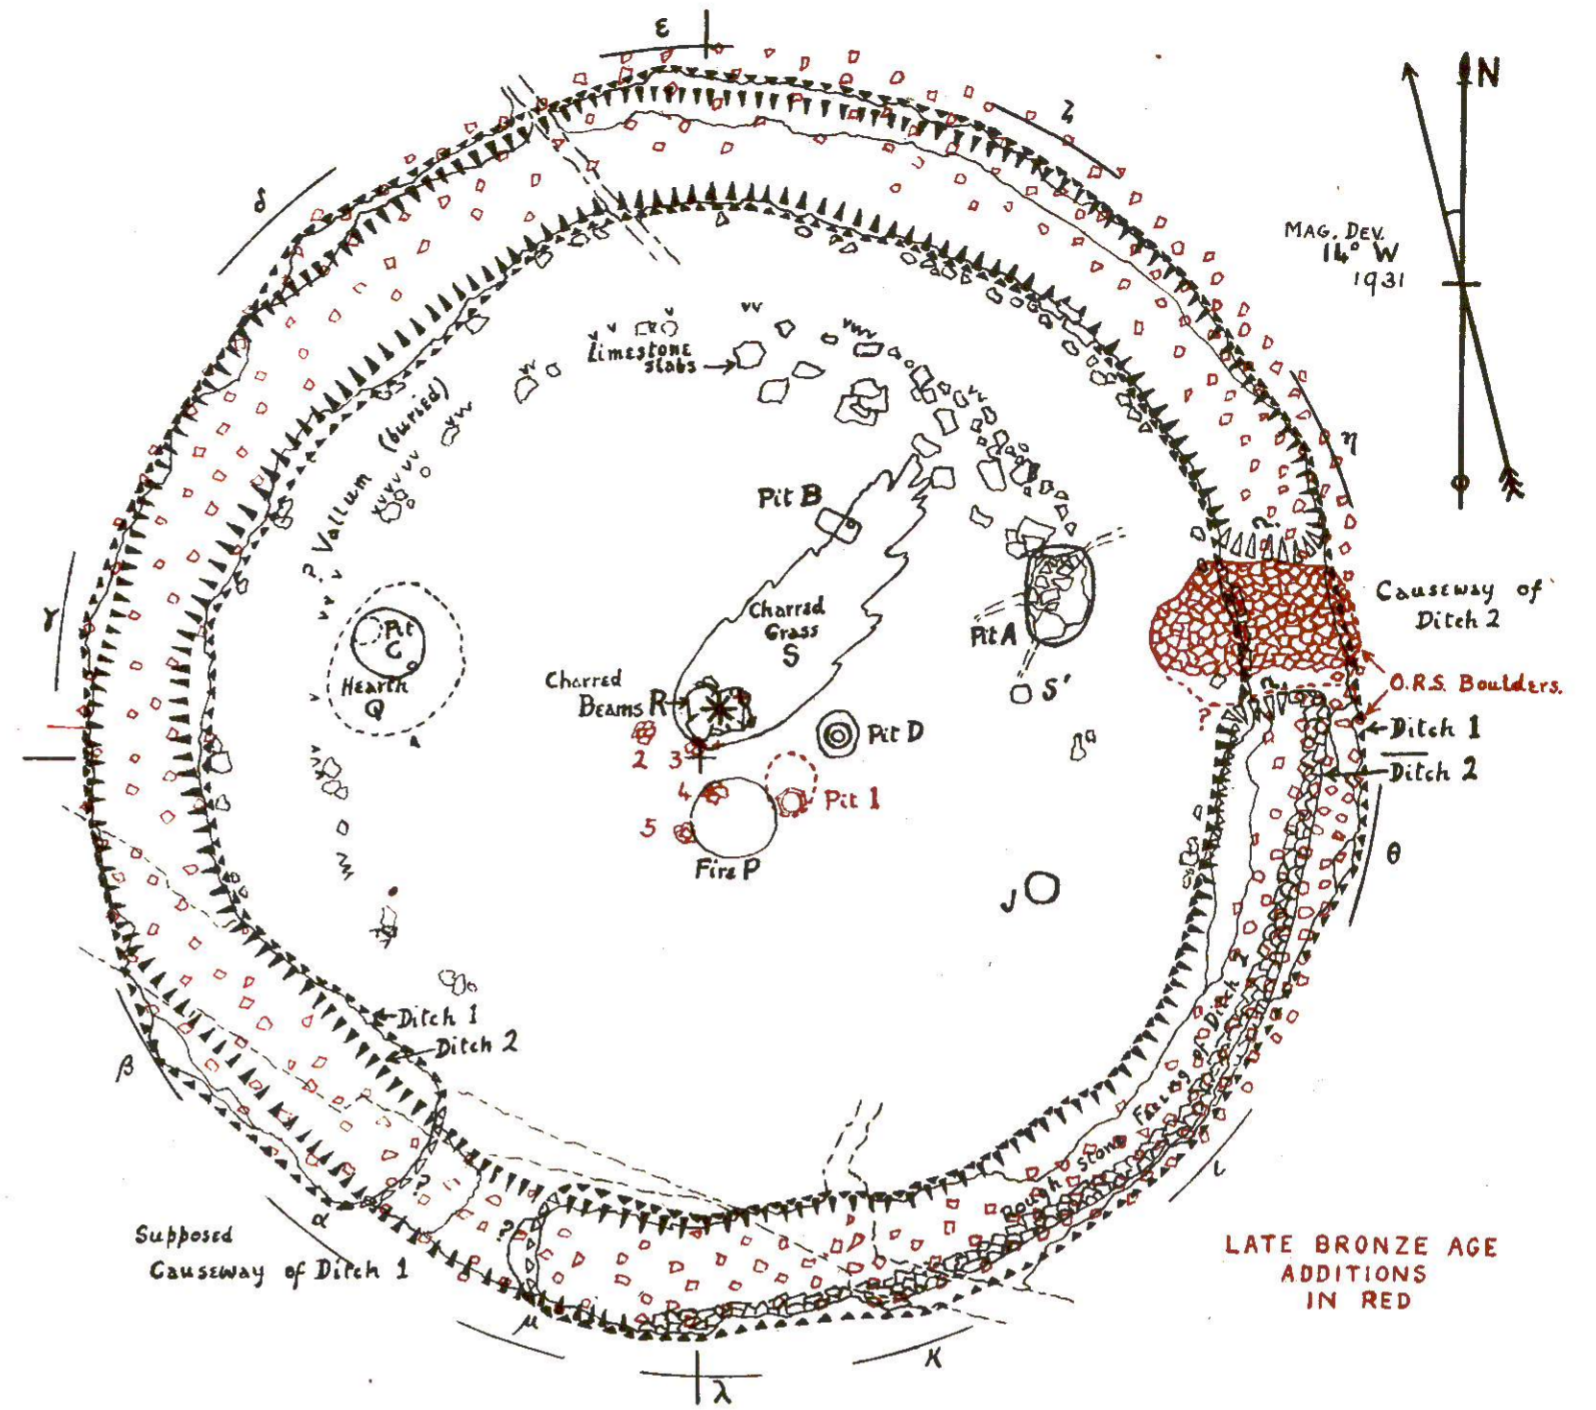 ε
ζ
N
δ
MAG. DEV.
14° W
1931
Limestone
slabs
η
P. Vallum (buried)
Pit B
?
Causeway of
Ditch 2
γ
Charred
Grass
S
Pit A
Pit
C
Hearth
Q
Charred
Beams R
S'
O.R.S. Boulders.
?
?
Ditch 1
Ditch 2
Pit D
2
3
4
Pit 1
5
Fire P
θ
J
Ditch 1
Ditch 2
β
Rough Stone Facing of Ditch 2
ι
?
?
α
Supposed
Causeway of Ditch 1
LATE BRONZE AGE
ADDITIONS
IN RED
μ
κ
λ